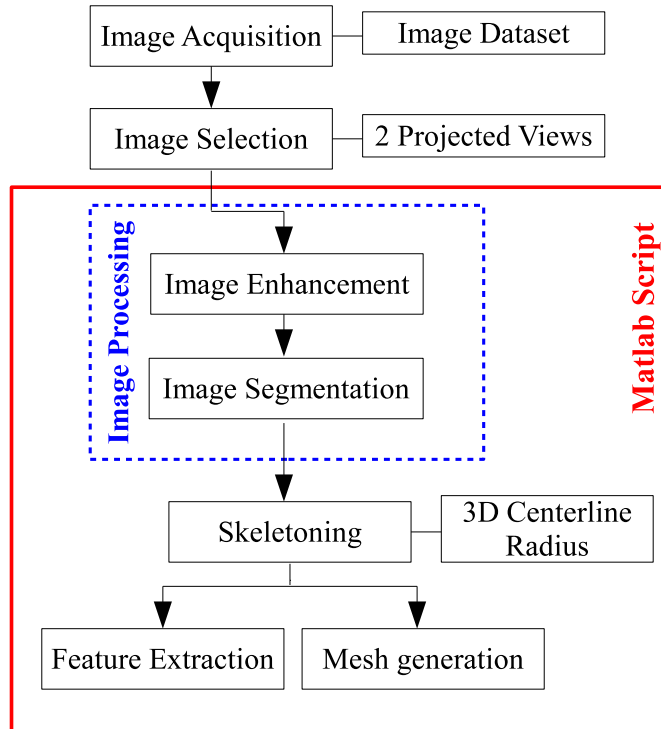 Image Acquisition
Image Dataset
Image Selection
2 Projected Views
Image Processing
Image Enhancement
Matlab Script
Image Segmentation
Skeletoning
3D Centerline
Radius
Feature Extraction
Mesh generation